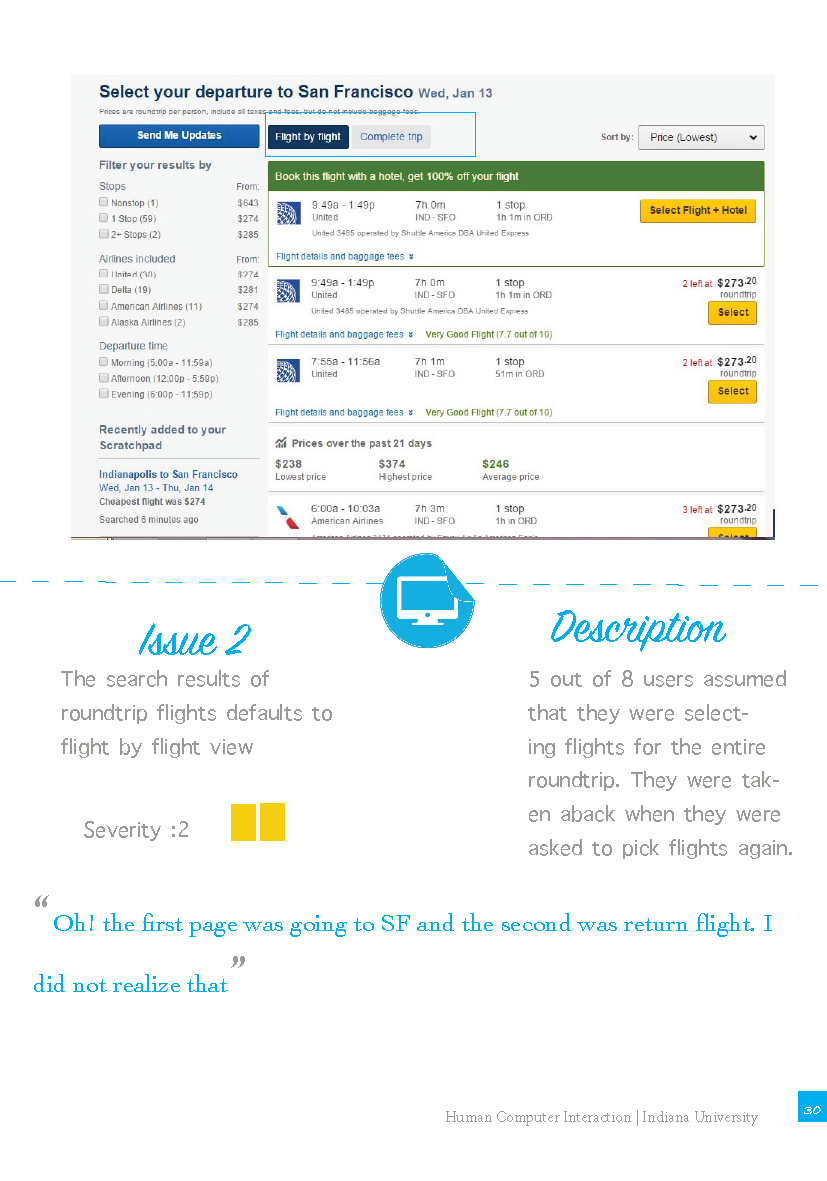 Select your departure to San Francisco Wed, Jan 13
Prices are roundtrip per person, include all taxes and fees, but do not include baggage fees.
Send Me Updates
Flight by flight
Complete trip
Sort by:
Price (Lowest)
Filter your results by
Stops From:
Nonstop (1) $643
1 Stop (59) $274
2+ Stops (2) $285
Airlines included From:
United (30) $274
Delta (19) $281
American Airlines (11) $274
Alaska Airlines (2) $285
Departure time
Morning (5:00a - 11:59a)
Afternoon (12:00p - 5:59p)
Evening (6:00p - 11:59p)
Recently added to your
Scratchpad
Indianapolis to San Francisco
Wed, Jan 13 - Thu, Jan 14
Cheapest flight was $274
Searched 6 minutes ago
Book this flight with a hotel, get 100% off your flight
9:49a - 1:49p 7h 0m 1 stop
United IND - SFO 1h 1m in ORD
United 3485 operated by Shuttle America DBA United Express
Select Flight + Hotel
Flight details and baggage fees
9:49a - 1:49p 7h 0m 1 stop 2 left at $273.20
United IND - SFO 1h 1m in ORD roundtrip
United 3485 operated by Shuttle America DBA United Express
Select
Flight details and baggage fees Very Good Flight (7.7 out of 10)
7:55a - 11:56a 7h 1m 1 stop 2 left at $273.20
United IND - SFO 51m in ORD roundtrip
Select
Flight details and baggage fees Very Good Flight (7.7 out of 10)
Prices over the past 21 days
$238 $374 $246
Lowest price Highest price Average price
6:00a - 10:03a 7h 3m 1 stop 3 left at $273.20
American Airlines IND - SFO 1h in ORD roundtrip
Select
Issue 2
The search results of
roundtrip flights defaults to
flight by flight view
Severity :2
Description
5 out of 8 users assumed
that they were select-
ing flights for the entire
roundtrip. They were tak-
en aback when they were
asked to pick flights again.
“Oh! the first page was going to SF and the second was return flight. I
did not realize that”
Human Computer Interaction | Indiana University
30